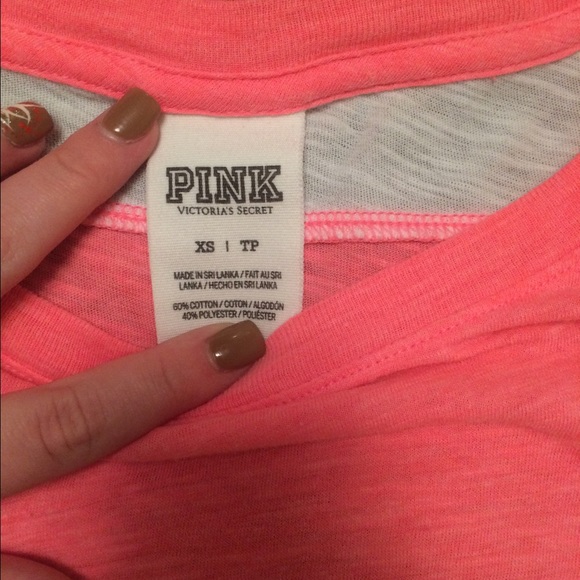 PINK
VICTORIA'S SECRET
XS | TP
MADE IN SRI LANKA / FAIT AU SRI
LANKA / HECHO EN SRI LANKA
60% COTTON / COTON / ALGODÓN
40% POLYESTER / POLIÉSTER